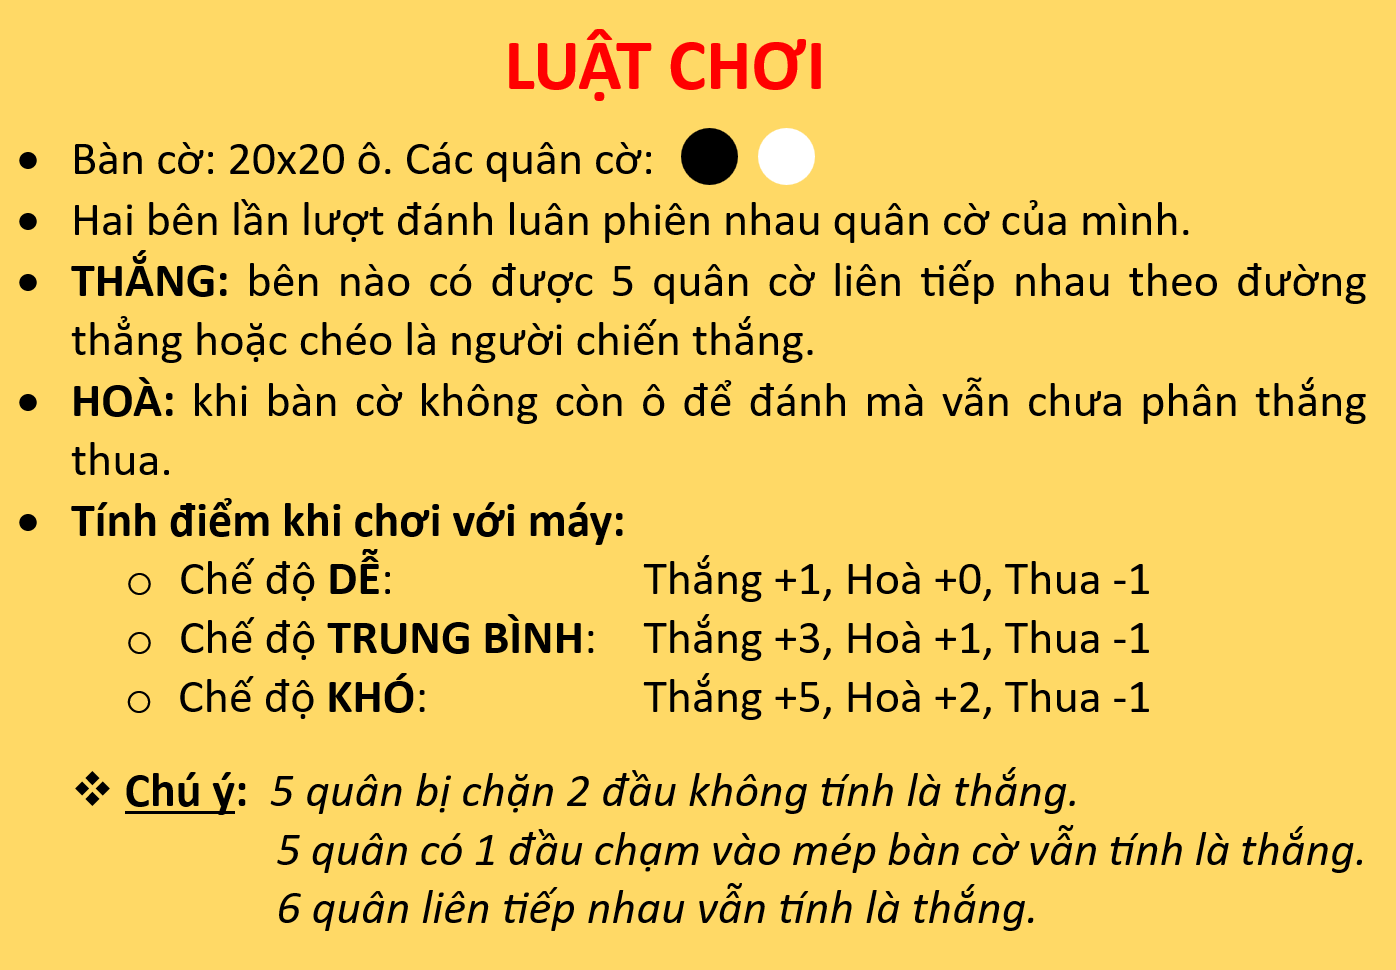 LUẬT CHƠI
● Bàn cờ: 20x20 ô. Các quân cờ:
● Hai bên lần lượt đánh luân phiên nhau quân cờ của mình.
● THẮNG: bên nào có được 5 quân cờ liên tiếp nhau theo đường
thẳng hoặc chéo là người chiến thắng.
● HOÀ: khi bàn cờ không còn ô để đánh mà vẫn chưa phân thắng
thua.
● Tính điểm khi chơi với máy:
○ Chế độ DỄ: Thắng +1, Hoà +0, Thua -1
○ Chế độ TRUNG BÌNH: Thắng +3, Hoà +1, Thua -1
○ Chế độ KHÓ: Thắng +5, Hoà +2, Thua -1
❖ Chú ý: 5 quân bị chặn 2 đầu không tính là thắng.
5 quân có 1 đầu chạm vào mép bàn cờ vẫn tính là thắng.
6 quân liên tiếp nhau vẫn tính là thắng.